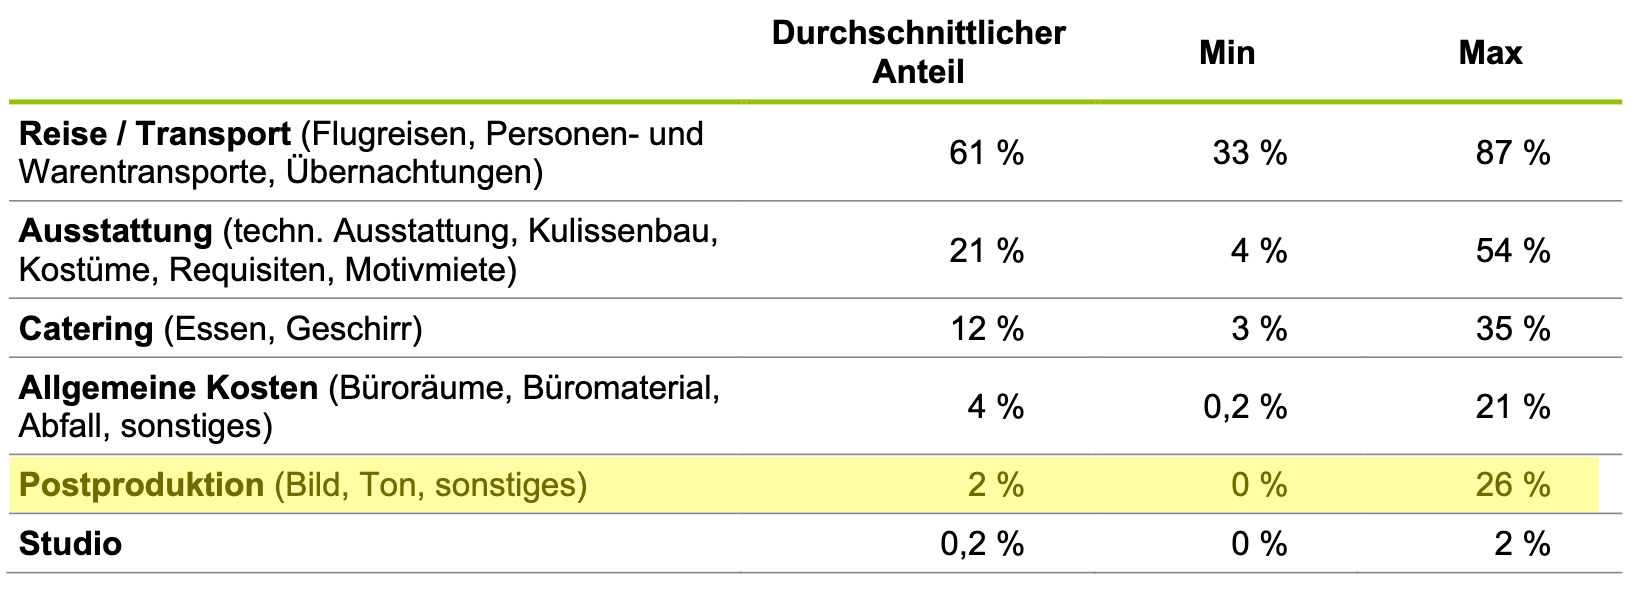 Durchschnittlicher
Anteil Min Max
Reise / Transport (Flugreisen, Personen- und
Warentransporte, Übernachtungen) 61 % 33 % 87 %
Ausstattung (techn. Ausstattung, Kulissenbau,
Kostüme, Requisiten, Motivmiete) 21 % 4 % 54 %
Catering (Essen, Geschirr) 12 % 3 % 35 %
Allgemeine Kosten (Büroräume, Büromaterial,
Abfall, sonstiges) 4 % 0,2 % 21 %
Postproduktion (Bild, Ton, sonstiges) 2 % 0 % 26 %
Studio 0,2 % 0 % 2 %